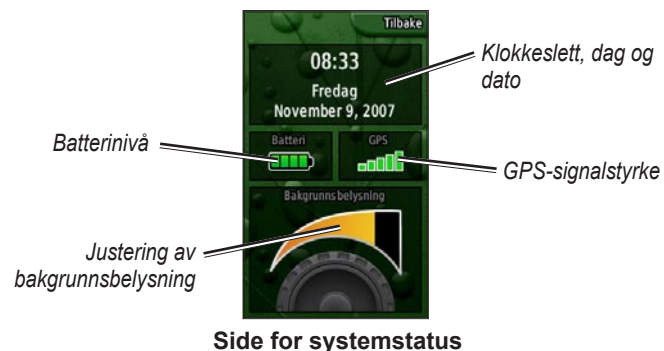 Tilbake
08:33
Fredag
November 9, 2007
Klokkeslett, dag og
dato
Batteri
GPS
Batterinivå
GPS-signalstyrke
Bakgrunnsbelysning
Justering av
bakgrunnsbelysning
Side for systemstatus